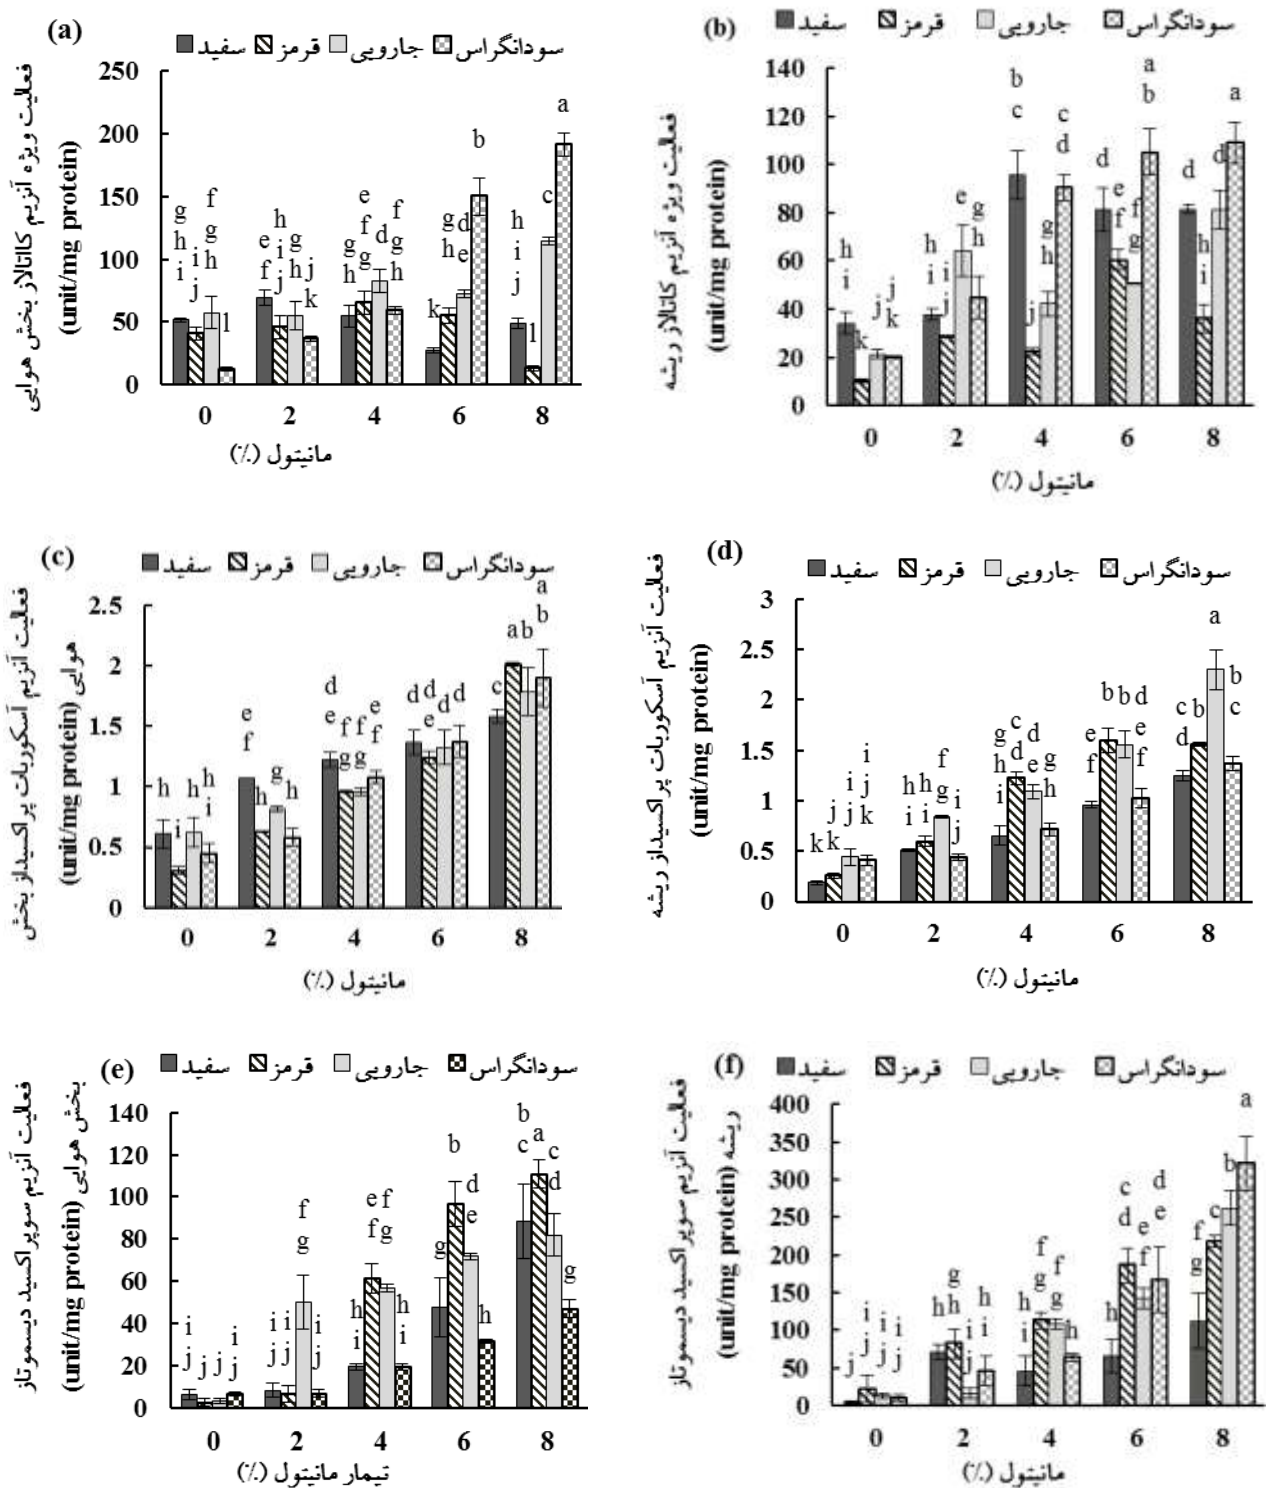 (a)
سفید قرمز جارویی سودانگراس
فعالیت ویژه آنزیم کاتالاز بخش هوایی
(unit/mg protein)
250
200
150
100
50
0
g h i
i j
f g h
l
e f
h i j
g h
j k
g h
e f g
d
f g h
k
g h
d e
b
h i j
l
c
a
0 2 4 6 8
مانیتول (٪)
(b)
سفید قرمز جارویی سودانگراس
فعالیت ویژه آنزیم کاتالاز ریشه
(unit/mg protein)
140
120
100
80
60
40
20
0
h i
k
j
j k
h i
i j
e
g h
b c
j
g h
c d
d
e f
f g
a b
d
h i
d
a
0 2 4 6 8
مانیتول (٪)
(c)
سفید قرمز جارویی سودانگراس
فعالیت آنزیم آسکوربات پراکسیداز بخش
هوایی (unit/mg protein)
2.5
2
1.5
1
0.5
0
h
i
h
h i
e f
h
g
h
d e
f g
f g
e f
d
d e
d
d
c
a
b
a b
0 2 4 6 8
مانیتول (٪)
(d)
سفید قرمز جارویی سودانگراس
فعالیت آنزیم آسکوربات پراکسیداز ریشه
(unit/mg protein)
3
2.5
2
1.5
1
0.5
0
k
j k
i j
i j k
h i
h i
f g
i j
g h i
c d
d e
g h
e f
b
b
d e f
c d
b
a
b c
0 2 4 6 8
مانیتول (٪)
(e)
سفید قرمز جارویی سودانگراس
فعالیت آنزیم سوپراکسید دیسموتاز
بخش هوایی (unit/mg protein)
140
120
100
80
60
40
20
0
i j
j
j
i j
i j
i j
f g
i j
h i
e f
f g
h i
g
b
d e
h
b c
a
c d
g
0 2 4 6 8
تیمار مانیتول (٪)
(f)
سفید قرمز جارویی سودانگراس
فعالیت آنزیم سوپراکسید دیسموتاز
ریشه (unit/mg protein)
400
350
300
250
200
150
100
50
0
j
i j
i j
i j
h
g h
i j
h i
h i
f g
f g
h
h
c d
e f
d e
f g
c
b
a
0 2 4 6 8
مانیتول (٪)